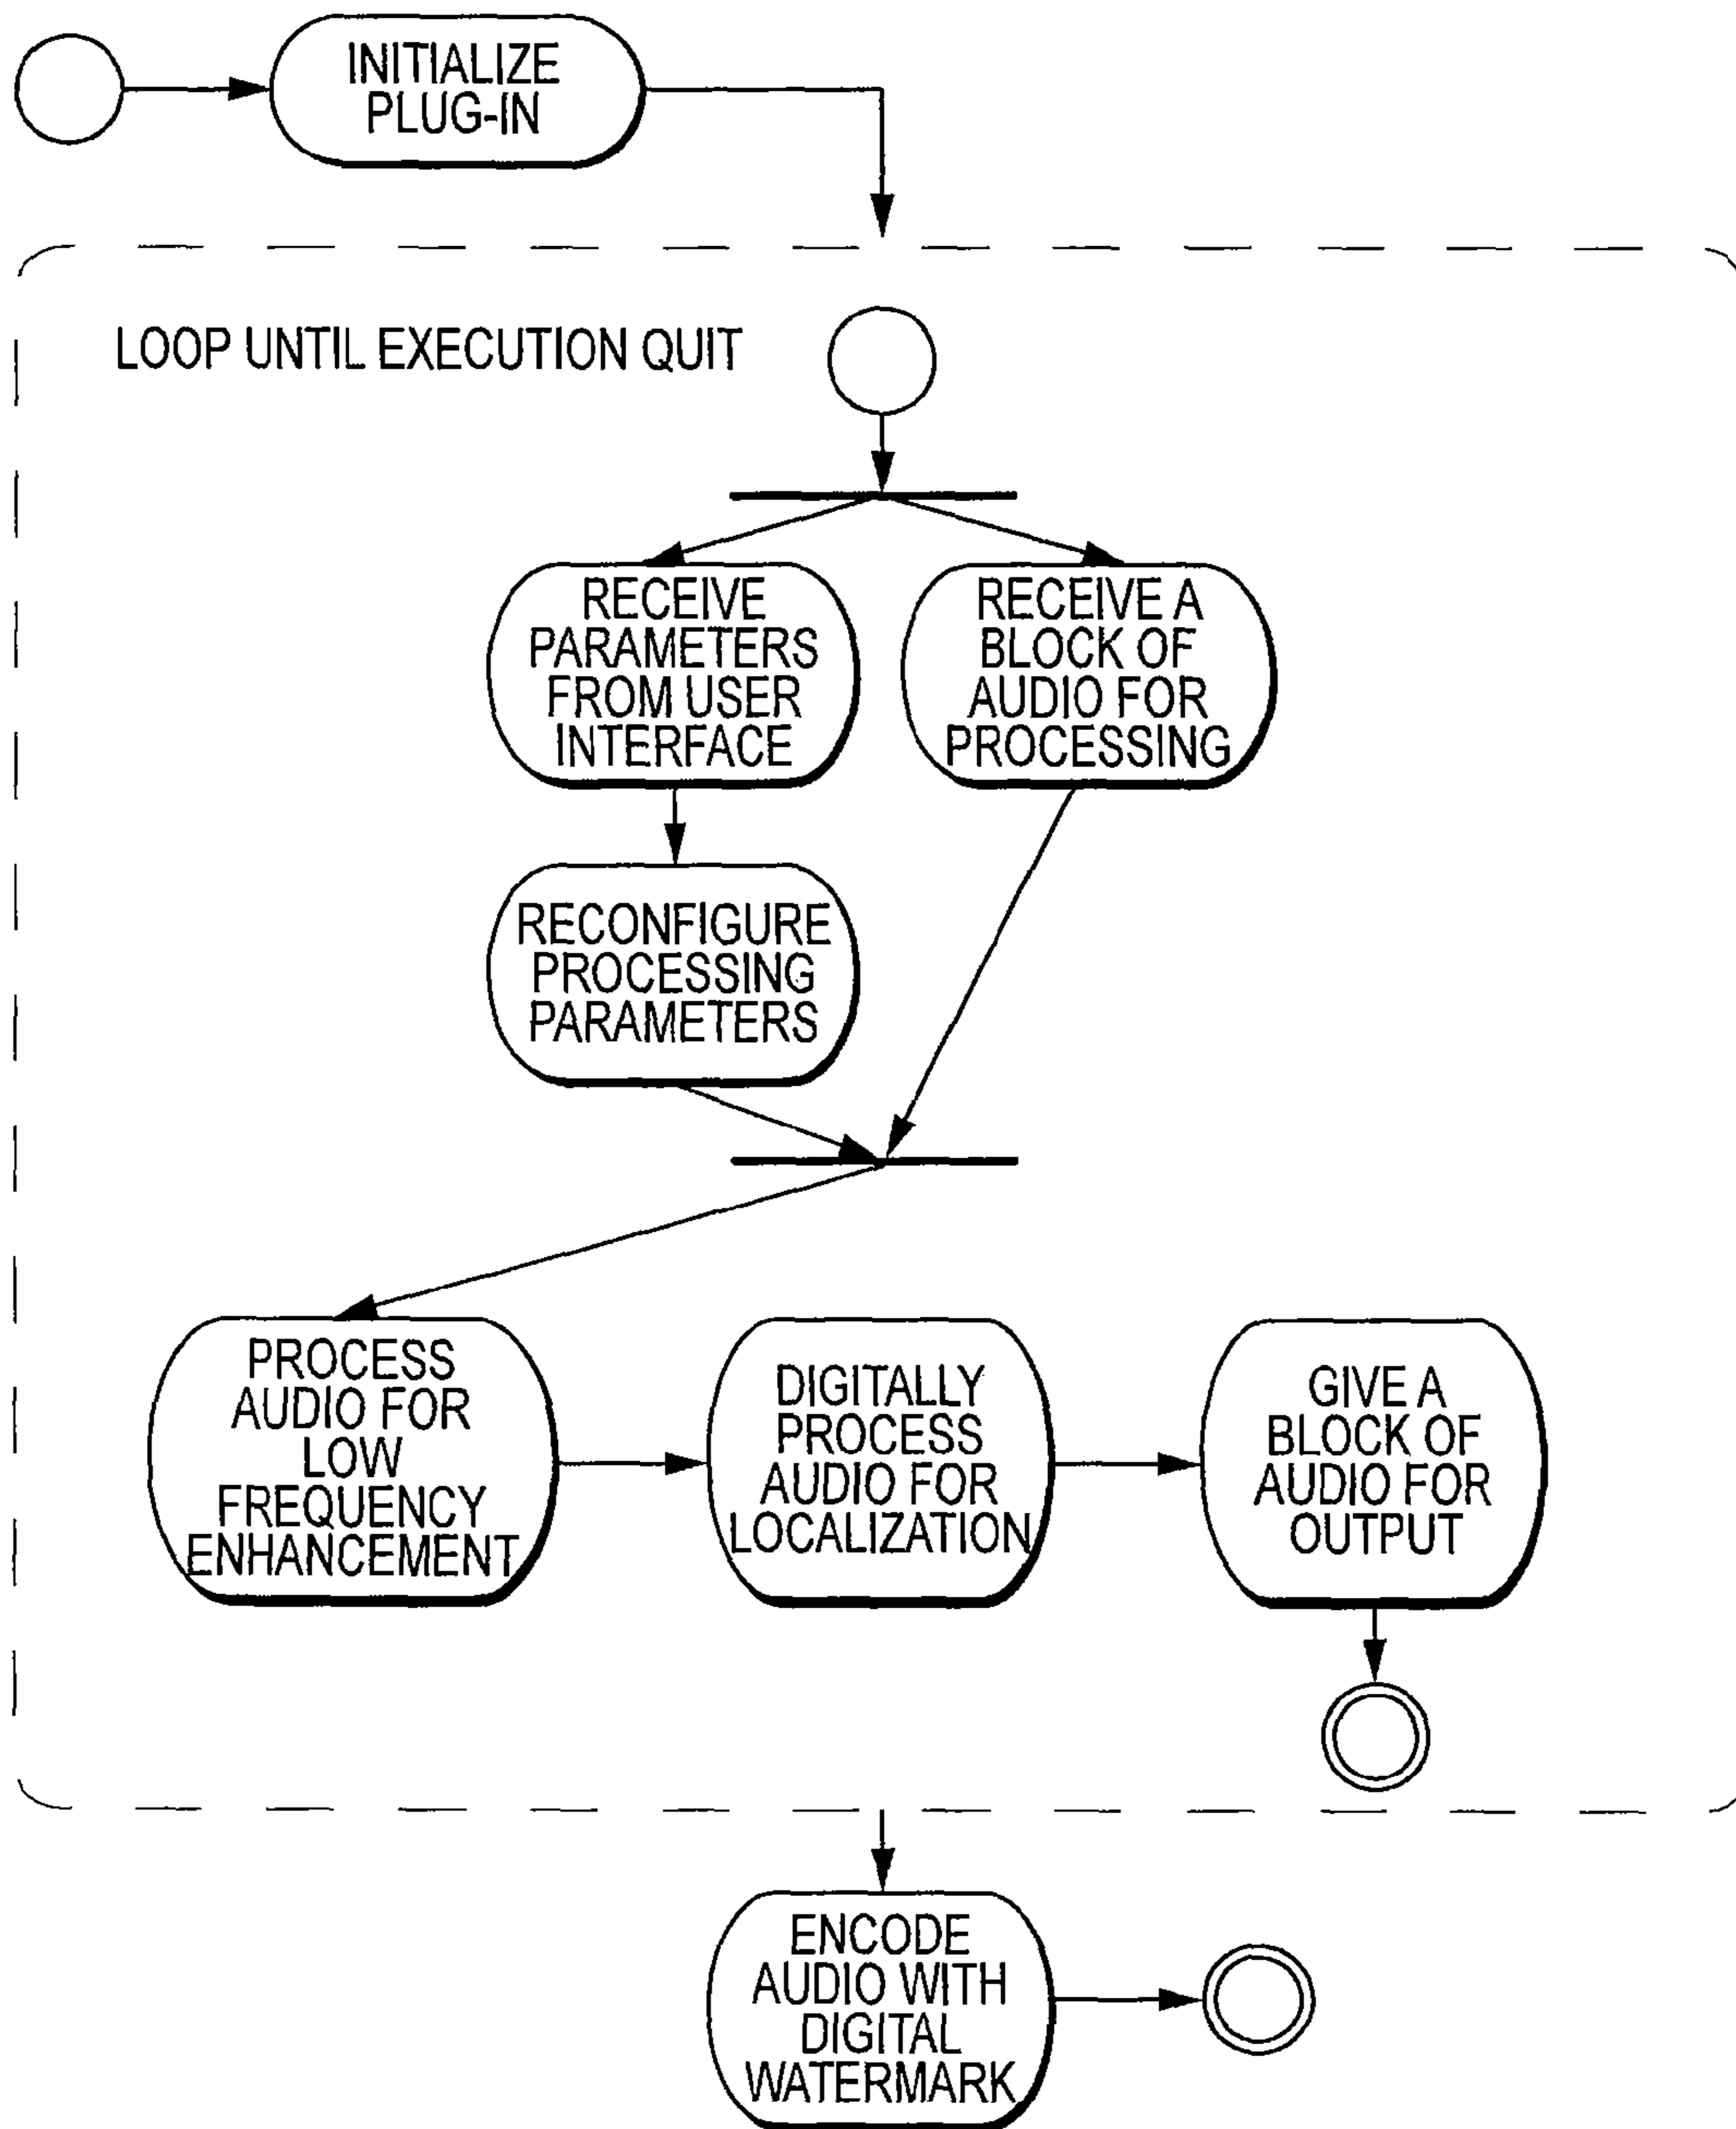 INITIALIZE
PLUG-IN
LOOP UNTIL EXECUTION QUIT
RECEIVE
PARAMETERS
FROM USER
INTERFACE
RECEIVE A
BLOCK OF
AUDIO FOR
PROCESSING
RECONFIGURE
PROCESSING
PARAMETERS
PROCESS
AUDIO FOR
LOW
FREQUENCY
ENHANCEMENT
DIGITALLY
PROCESS
AUDIO FOR
LOCALIZATION
GIVE A
BLOCK OF
AUDIO FOR
OUTPUT
ENCODE
AUDIO WITH
DIGITAL
WATERMARK